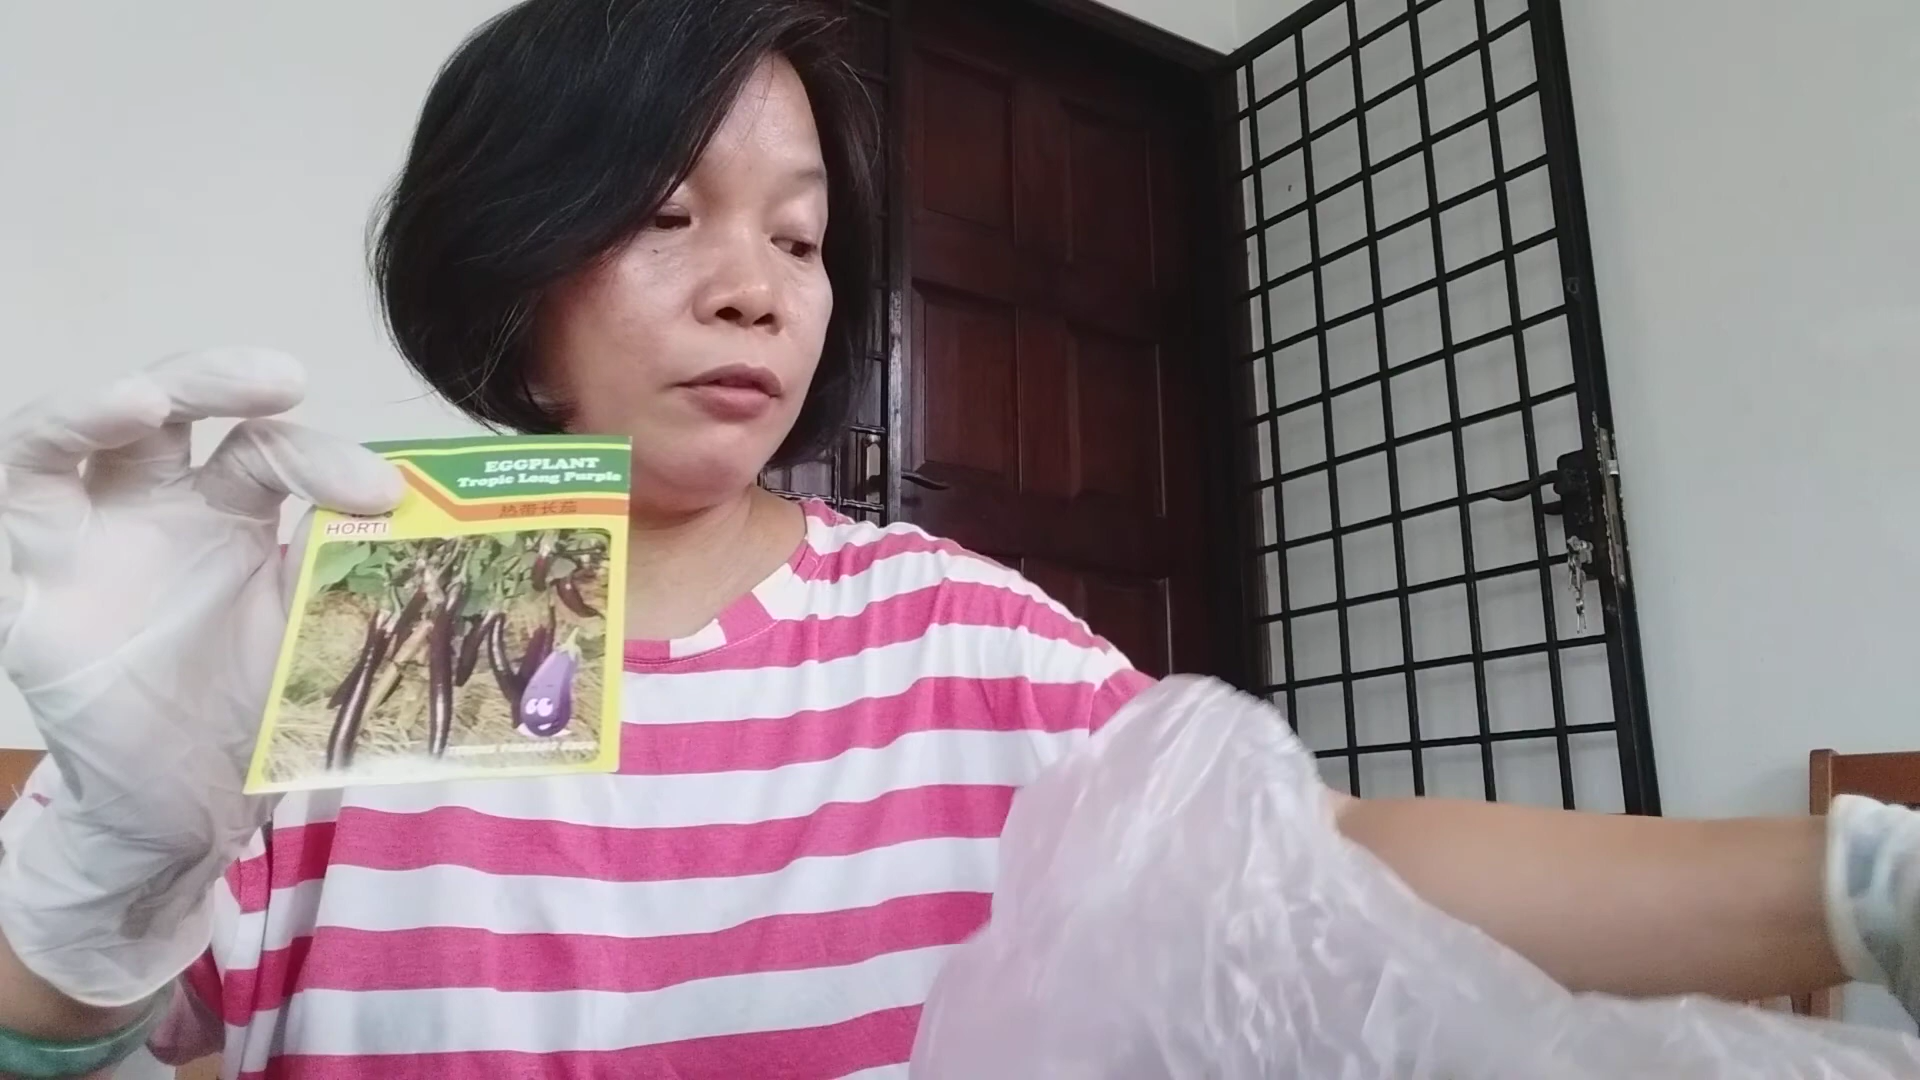 EGGPLANT
Tropic Long Purple
热带长茄
HORTI